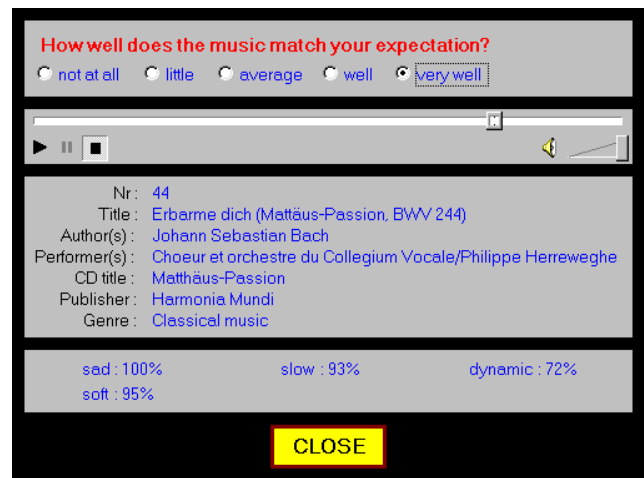 How well does the music match your expectation?
not at all little average well very well
Nr : 44
Title : Erbarme dich (Mattäus-Passion, BWV 244)
Author(s) : Johann Sebastian Bach
Performer(s) : Choeur et orchestre du Collegium Vocale/Philippe Herreweghe
CD title : Matthäus-Passion
Publisher : Harmonia Mundi
Genre : Classical music
sad : 100% slow : 93% dynamic : 72%
soft : 95%
CLOSE